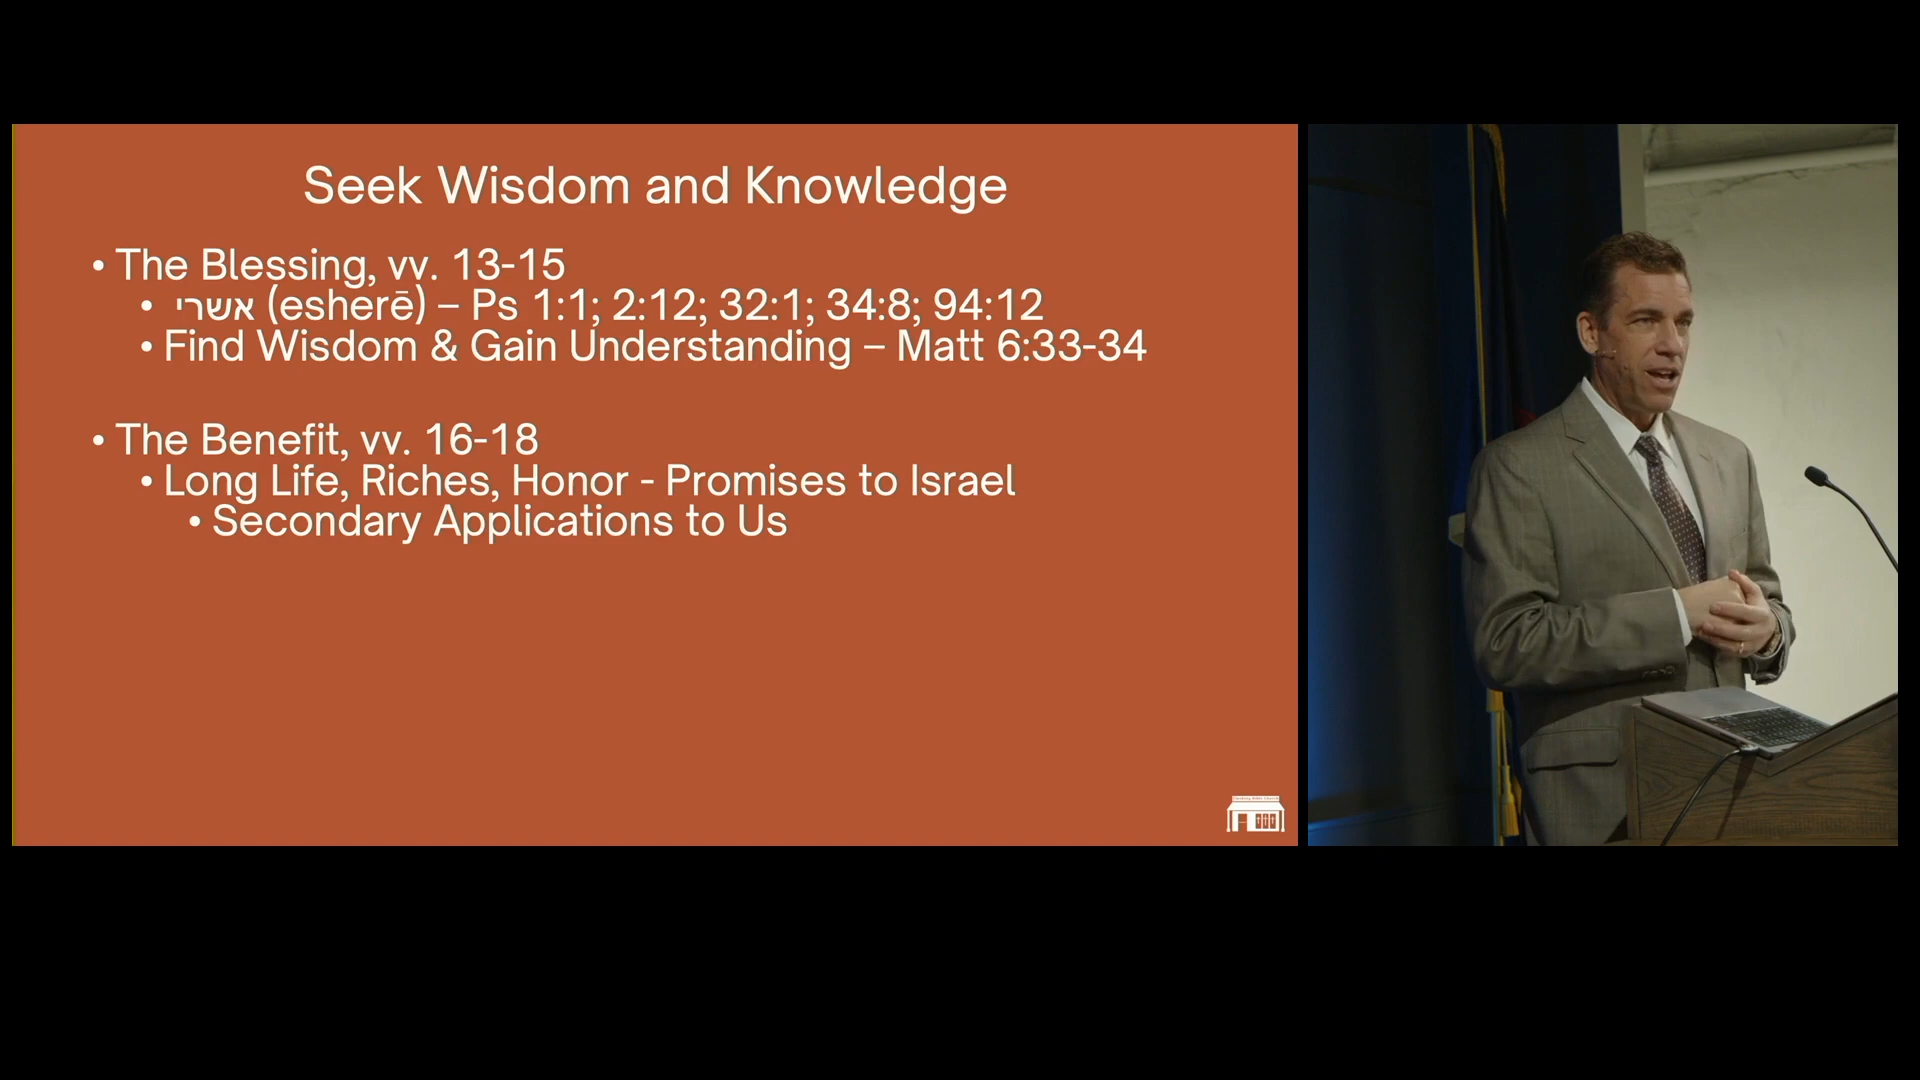 Seek Wisdom and Knowledge
• The Blessing, vv. 13-15
• אשרי (esherē) – Ps 1:1; 2:12; 32:1; 34:8; 94:12
• Find Wisdom & Gain Understanding – Matt 6:33-34
• The Benefit, vv. 16-18
• Long Life, Riches, Honor - Promises to Israel
• Secondary Applications to Us